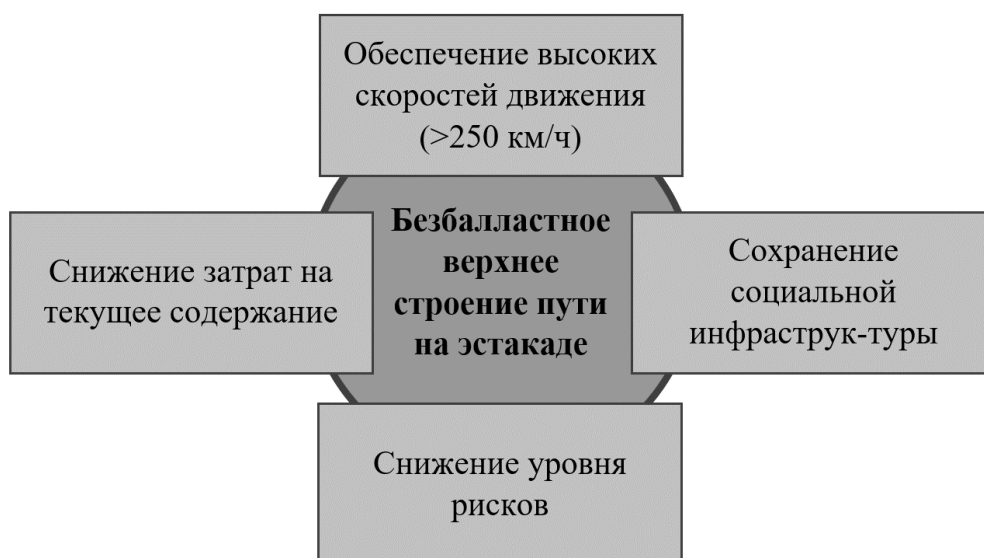 Обеспечение высоких
скоростей движения
(>250 км/ч)
Безбалластное
верхнее
строение пути
на эстакаде
Снижение затрат на
текущее содержание
Сохранение
социальной
инфраструк-туры
Снижение уровня
рисков